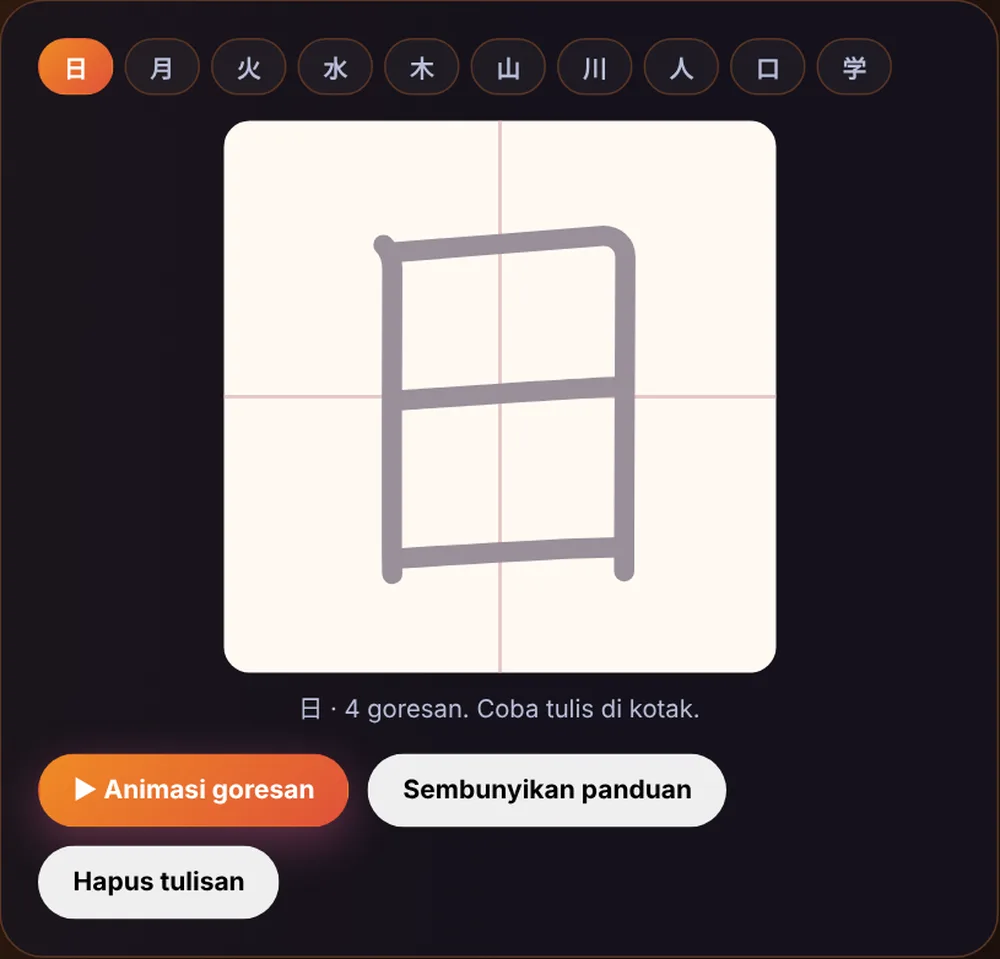 日 月 火 水 木 山 川 人 口 学
日
日 · 4 goresan. Coba tulis di kotak.
▶ Animasi goresan Sembunyikan panduan
Hapus tulisan